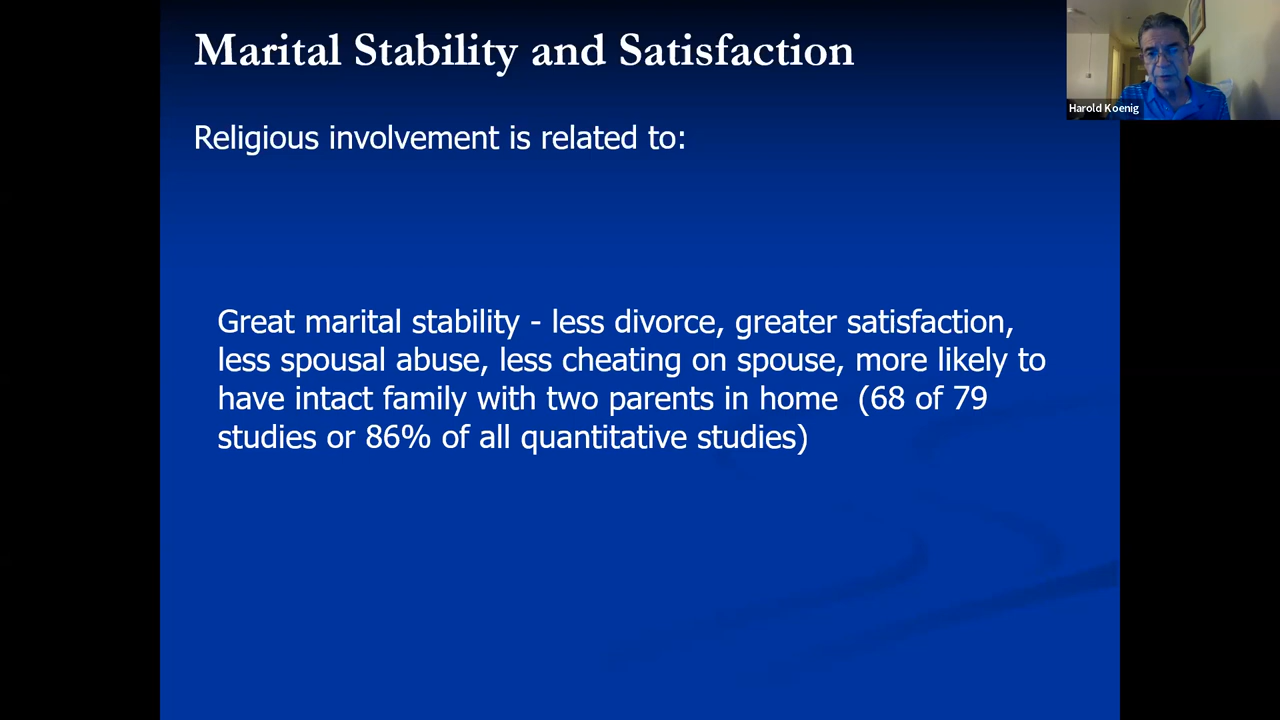 Marital Stability and Satisfaction
Harold Koenig
Religious involvement is related to:
Great marital stability - less divorce, greater satisfaction,
less spousal abuse, less cheating on spouse, more likely to
have intact family with two parents in home  (68 of 79
studies or 86% of all quantitative studies)